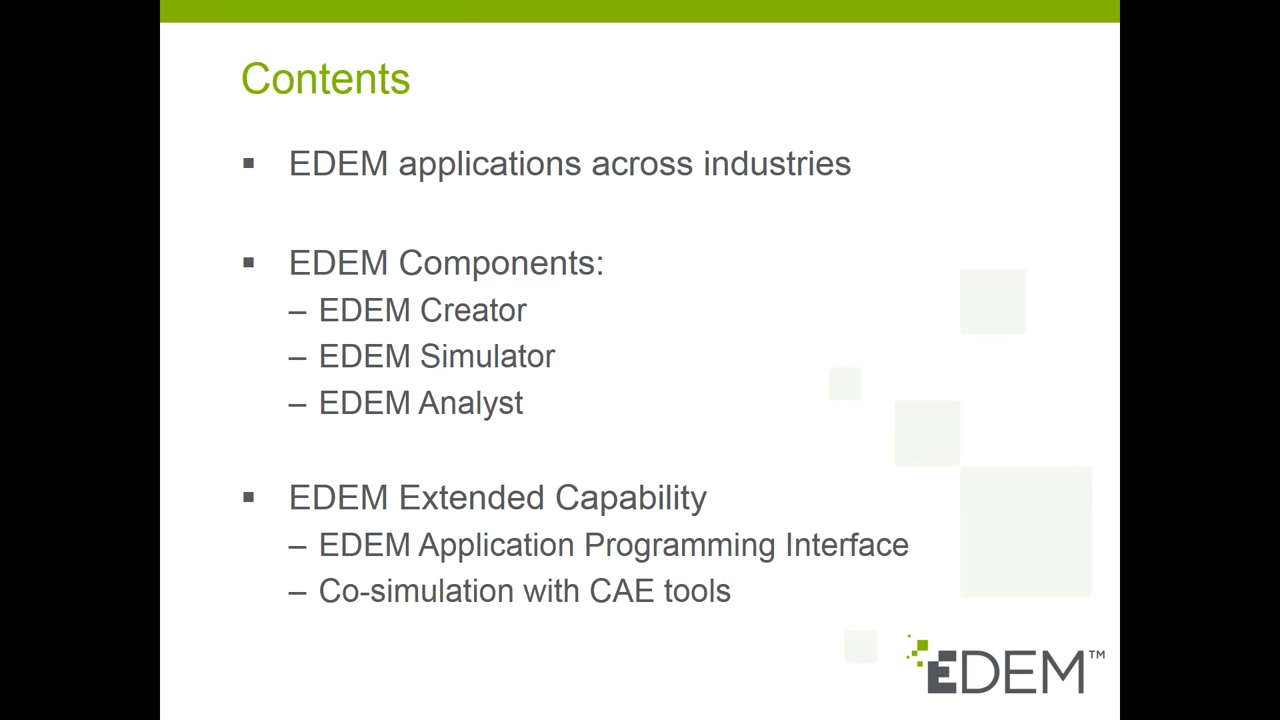 Contents
▪ EDEM applications across industries
▪ EDEM Components:
– EDEM Creator
– EDEM Simulator
– EDEM Analyst
▪ EDEM Extended Capability
– EDEM Application Programming Interface
– Co-simulation with CAE tools
EDEM™